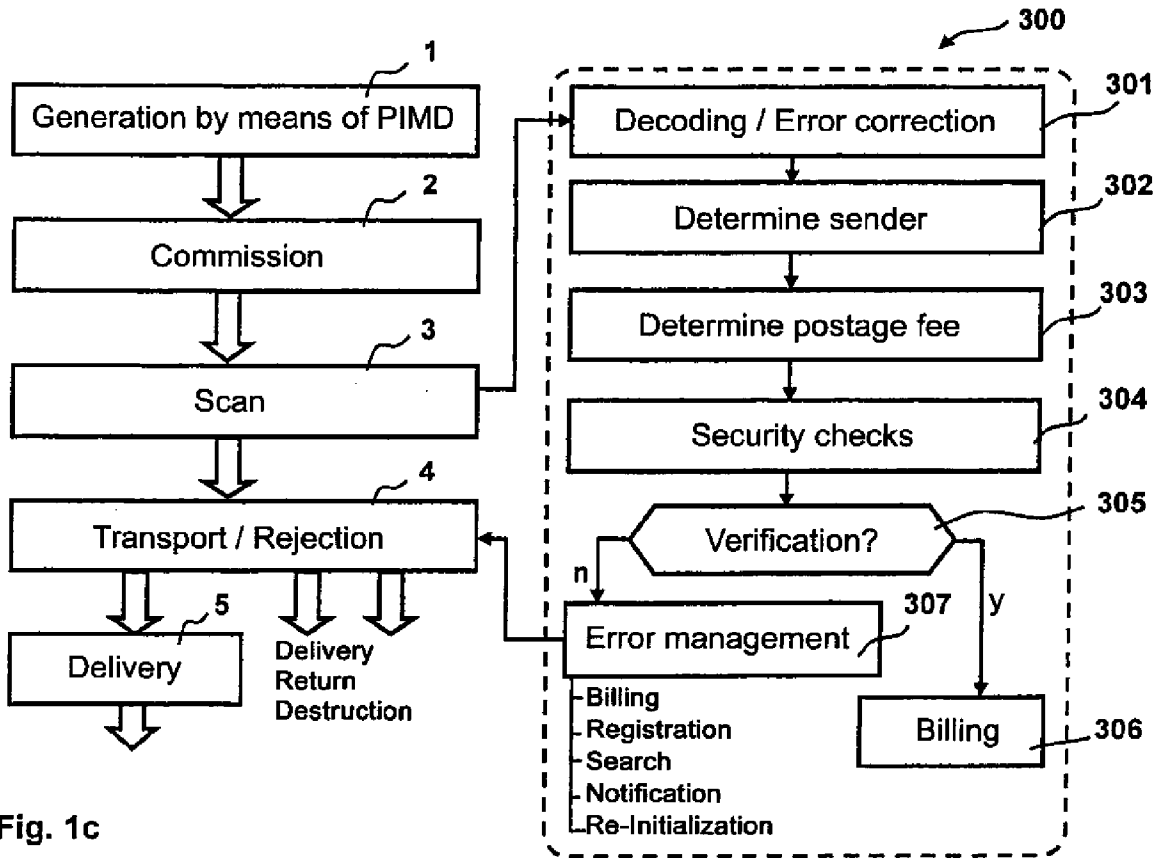 300
1
Generation by means of PIMD
2
Commission
3
Scan
4
Transport / Rejection
5
Delivery
Delivery
Return
Destruction
301
Decoding / Error correction
302
Determine sender
303
Determine postage fee
304
Security checks
305
Verification?
n
y
307
Error management
Billing
Registration
Search
Notification
Re-Initialization
Billing
306
Fig. 1c